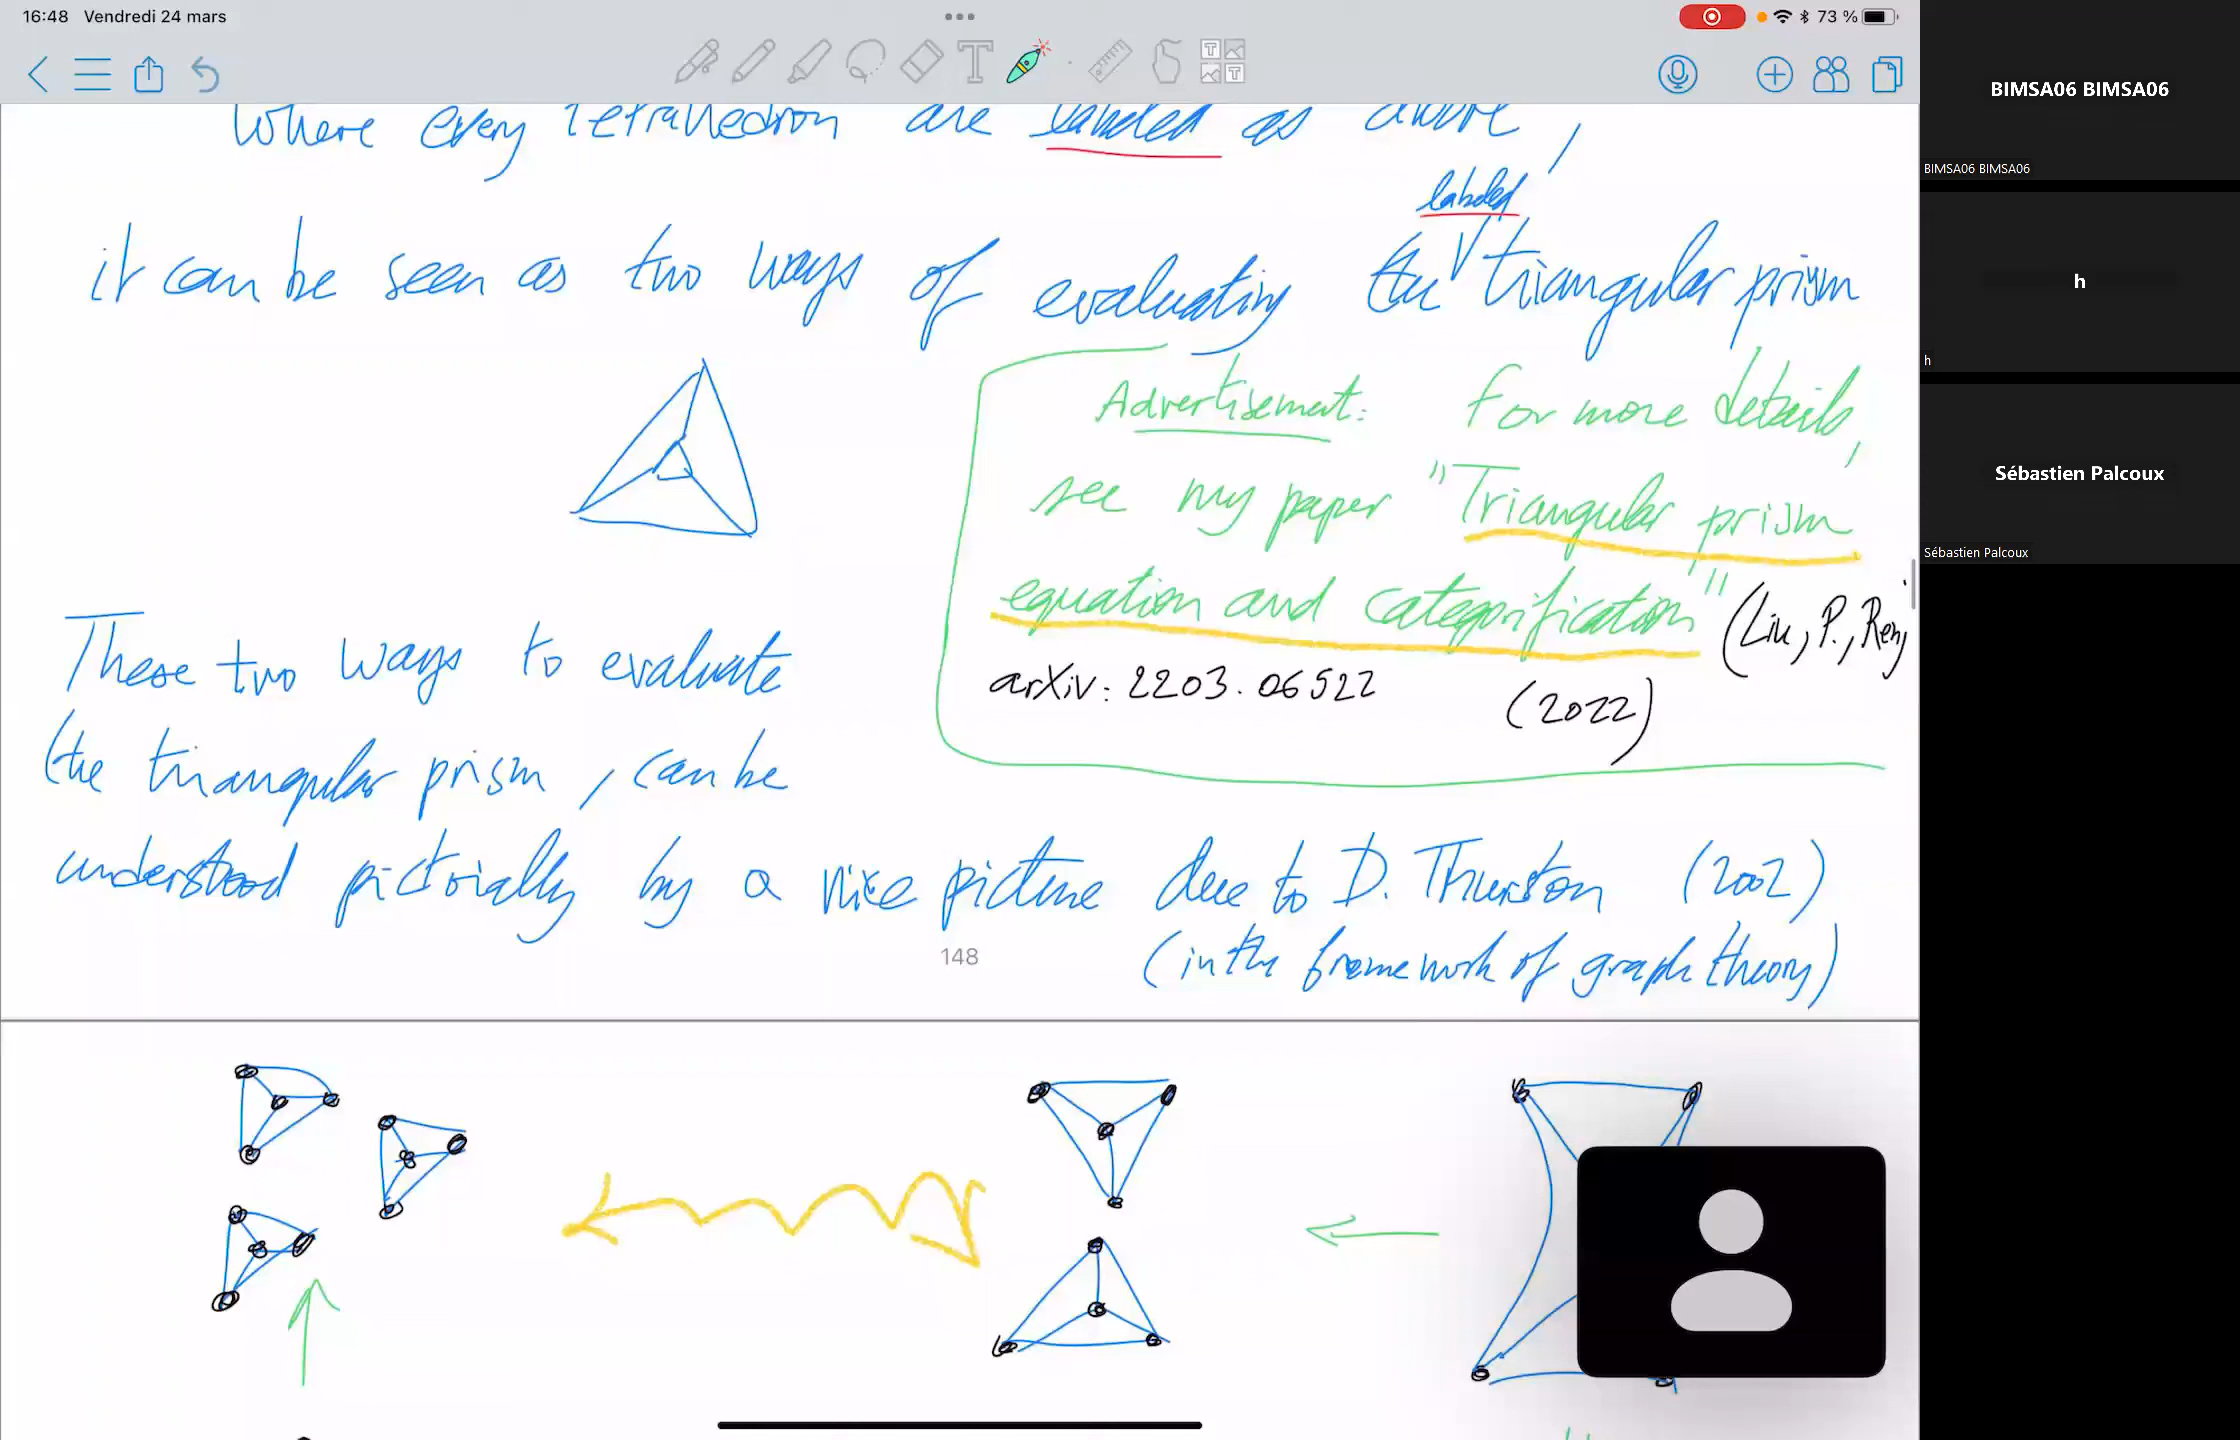 16:48 Vendredi 24 mars
73 %
Where every tetrahedron are labeled as above,
labeled
it can be seen as two ways of evaluating the triangular prism
Advertisement: For more details,
see my paper "Triangular prism
equation and categorification" (Liu, P., Ren)
arXiv: 2203.06522 (2022)
These two ways to evaluate
the triangular prism, can be
understood pictorially by a nice picture due to D. Thurston (2002)
(in the framework of graph theory)
148
BIMSA06 BIMSA06
BIMSA06 BIMSA06
h
h
Sébastien Palcoux
Sébastien Palcoux